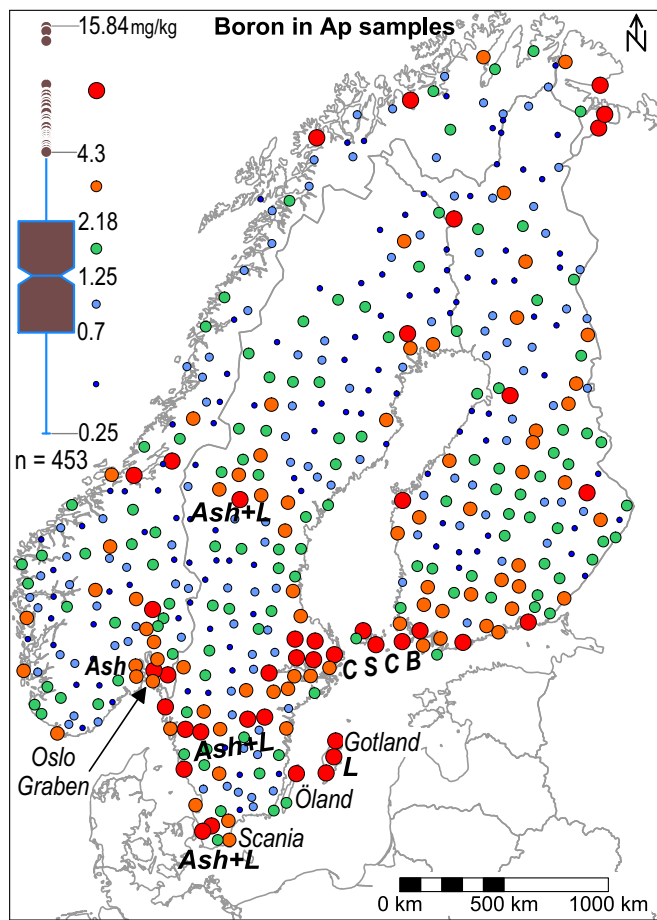 15.84 mg/kg
Boron in Ap samples
N
4.3
2.18
1.25
0.7
0.25
n = 453
Ash+L
Ash
C S C B
Oslo
Graben
Ash+L
Gotland
L
Öland
Scania
Ash+L
0 km 500 km 1000 km